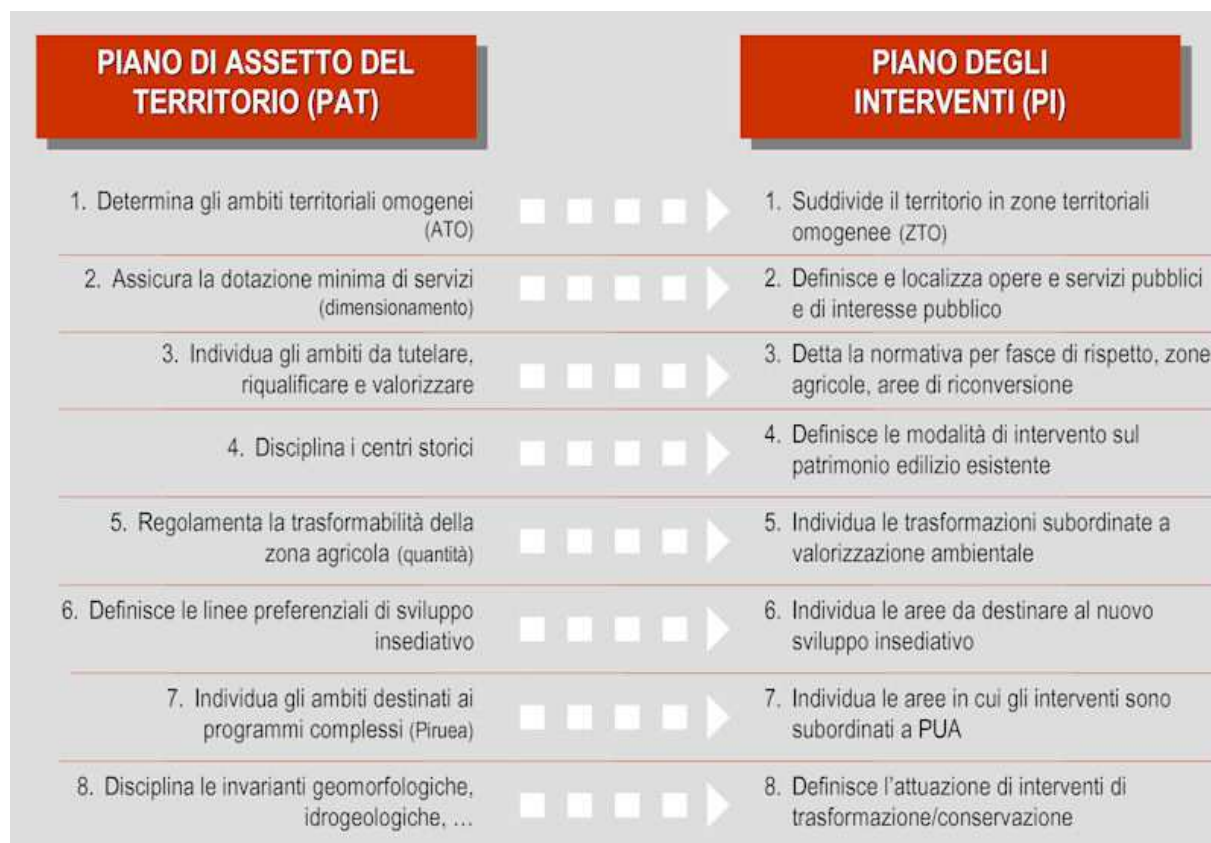 PIANO DI ASSETTO DEL
TERRITORIO (PAT)
PIANO DEGLI
INTERVENTI (PI)
1. Determina gli ambiti territoriali omogenei
(ATO)
1. Suddivide il territorio in zone territoriali
omogenee (ZTO)
2. Assicura la dotazione minima di servizi
(dimensionamento)
2. Definisce e localizza opere e servizi pubblici
e di interesse pubblico
3. Individua gli ambiti da tutelare,
riqualificare e valorizzare
3. Detta la normativa per fasce di rispetto, zone
agricole, aree di riconversione
4. Disciplina i centri storici
4. Definisce le modalità di intervento sul
patrimonio edilizio esistente
5. Regolamenta la trasformabilità della
zona agricola (quantità)
5. Individua le trasformazioni subordinate a
valorizzazione ambientale
6. Definisce le linee preferenziali di sviluppo
insediativo
6. Individua le aree da destinare al nuovo
sviluppo insediativo
7. Individua gli ambiti destinati ai
programmi complessi (Piruea)
7. Individua le aree in cui gli interventi sono
subordinati a PUA
8. Disciplina le invarianti geomorfologiche,
idrogeologiche, …
8. Definisce l'attuazione di interventi di
trasformazione/conservazione